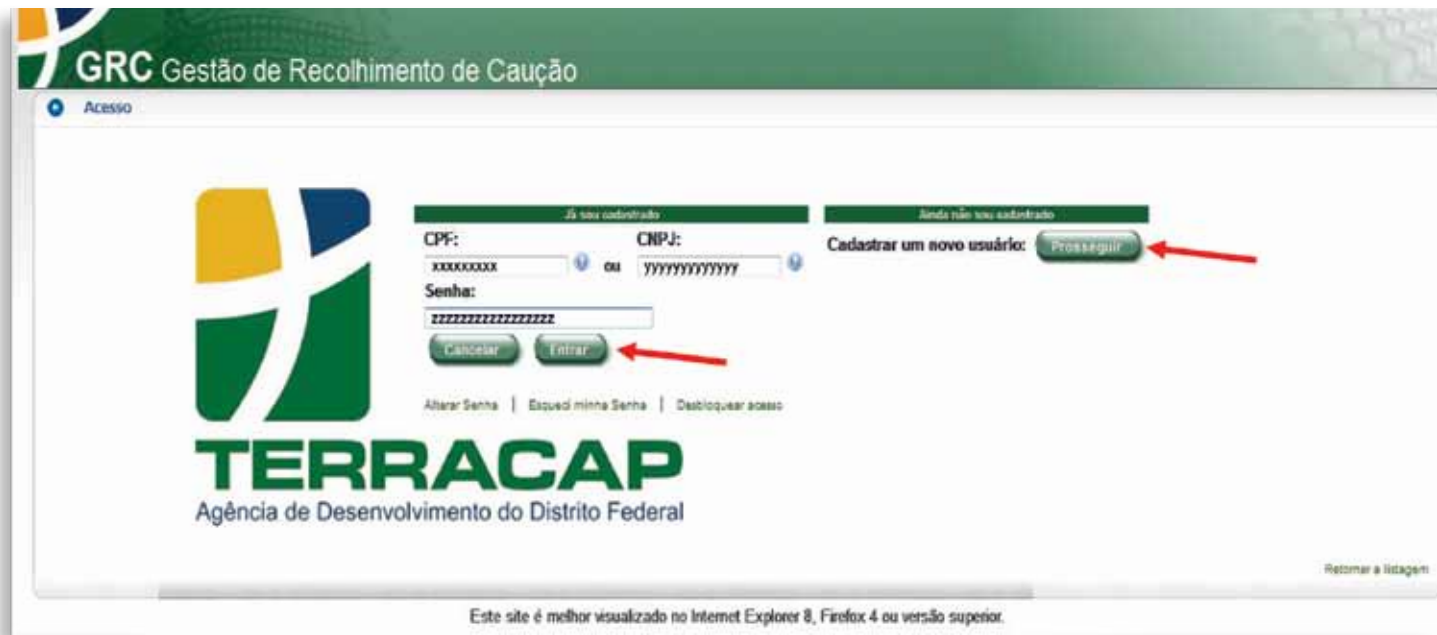 GRC Gestão de Recolhimento de Caução
Acesso
Já sou cadastrado
Ainda não sou cadastrado
CPF: CNPJ:
Cadastrar um novo usuário: Prosseguir
xxxxxxxxx ou yyyyyyyyyyyyy
Senha:
zzzzzzzzzzzzzzzzz
Cancelar Entrar
Alterar Senha | Esqueci minha Senha | Desbloquear acesso
TERRACAP
Agência de Desenvolvimento do Distrito Federal
Retornar a listagem
Este site é melhor visualizado no Internet Explorer 8, Firefox 4 ou versão superior.